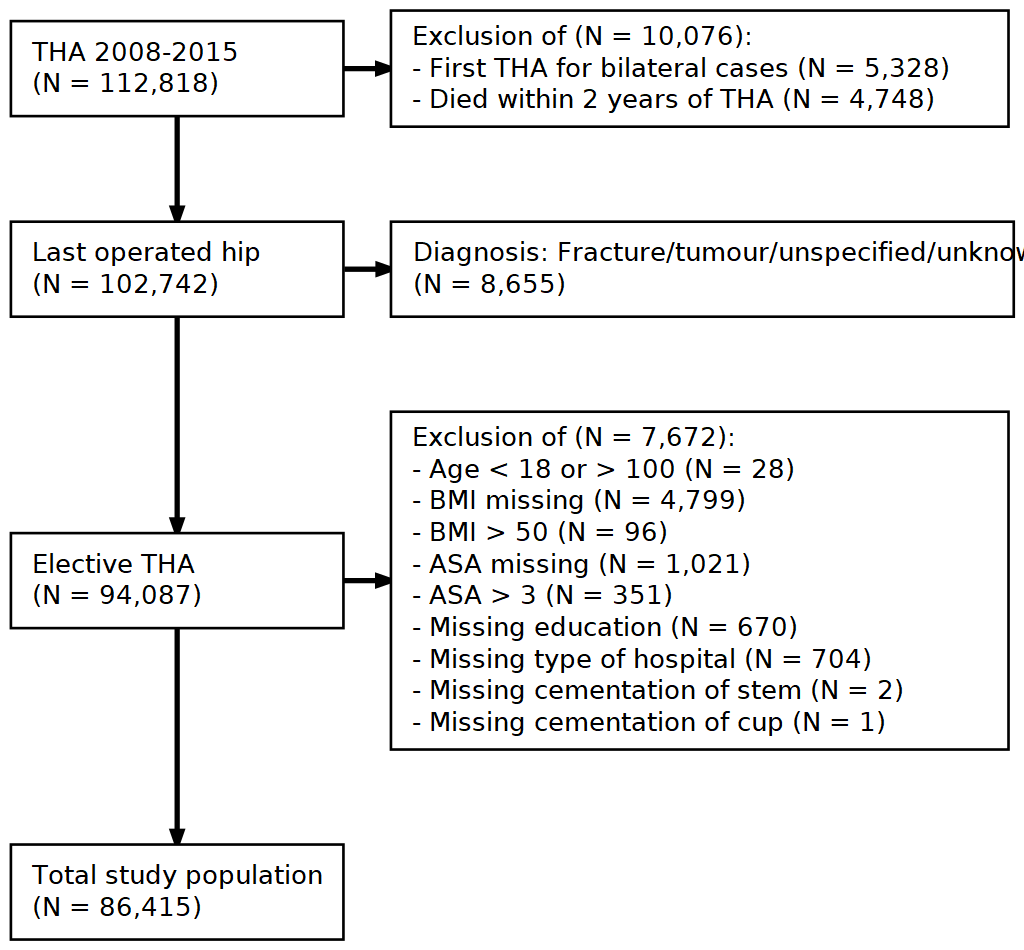 THA 2008-2015
(N = 112,818)
Exclusion of (N = 10,076):
- First THA for bilateral cases (N = 5,328)
- Died within 2 years of THA (N = 4,748)
Last operated hip
(N = 102,742)
Diagnosis: Fracture/tumour/unspecified/unknow
(N = 8,655)
Exclusion of (N = 7,672):
- Age < 18 or > 100 (N = 28)
- BMI missing (N = 4,799)
- BMI > 50 (N = 96)
- ASA missing (N = 1,021)
- ASA > 3 (N = 351)
- Missing education (N = 670)
- Missing type of hospital (N = 704)
- Missing cementation of stem (N = 2)
- Missing cementation of cup (N = 1)
Elective THA
(N = 94,087)
Total study population
(N = 86,415)